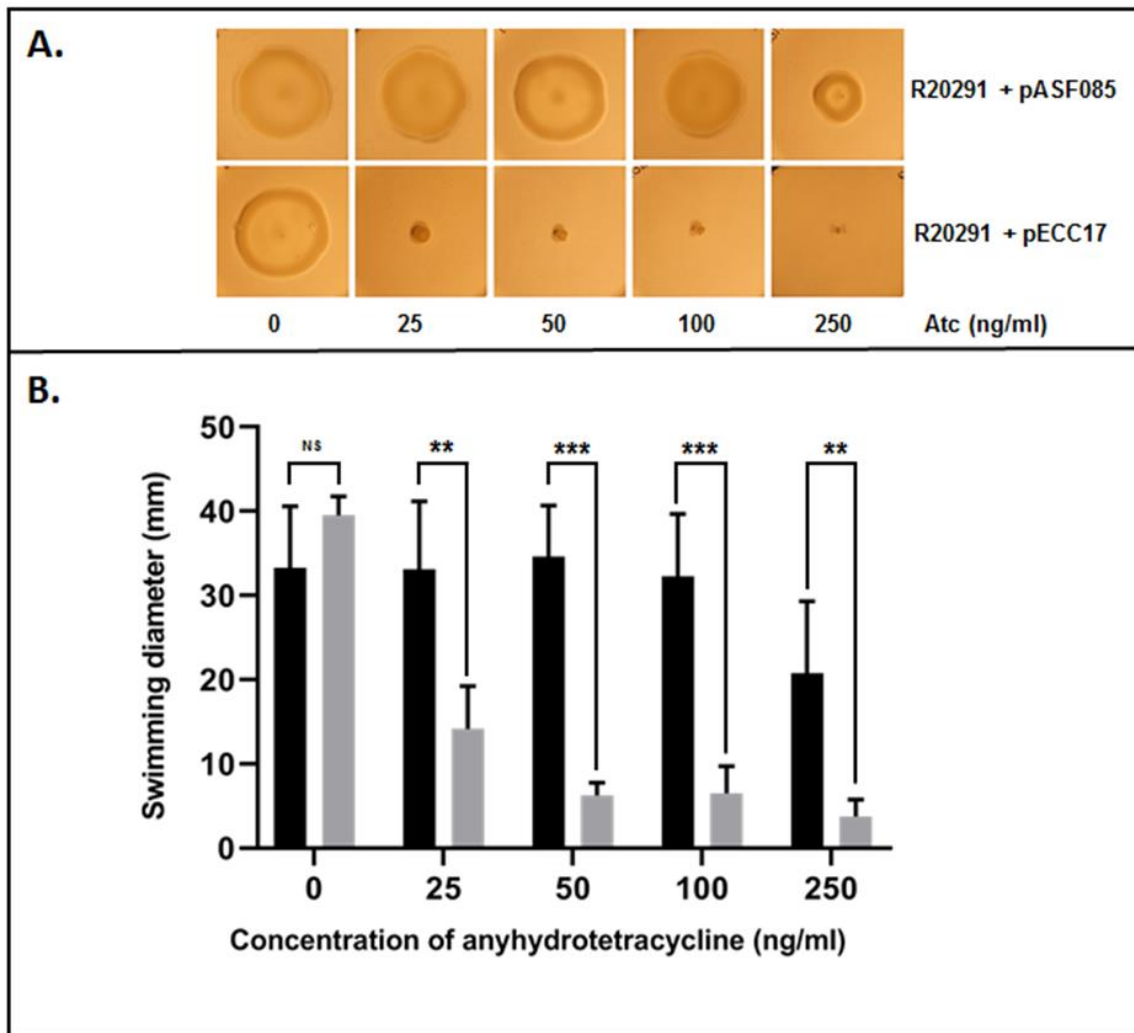 A.
R20291 + pASF085
R20291 + pECC17
0 25 50 100 250 Atc (ng/ml)
B.
Swimming diameter (mm)
50
40
30
20
10
0
NS ** *** *** **
0 25 50 100 250
Concentration of anyhydrotetracycline (ng/ml)